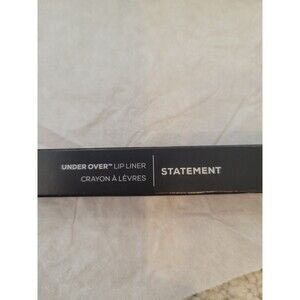 UNDER OVER™ LIP LINER
CRAYON À LÈVRES
STATEMENT